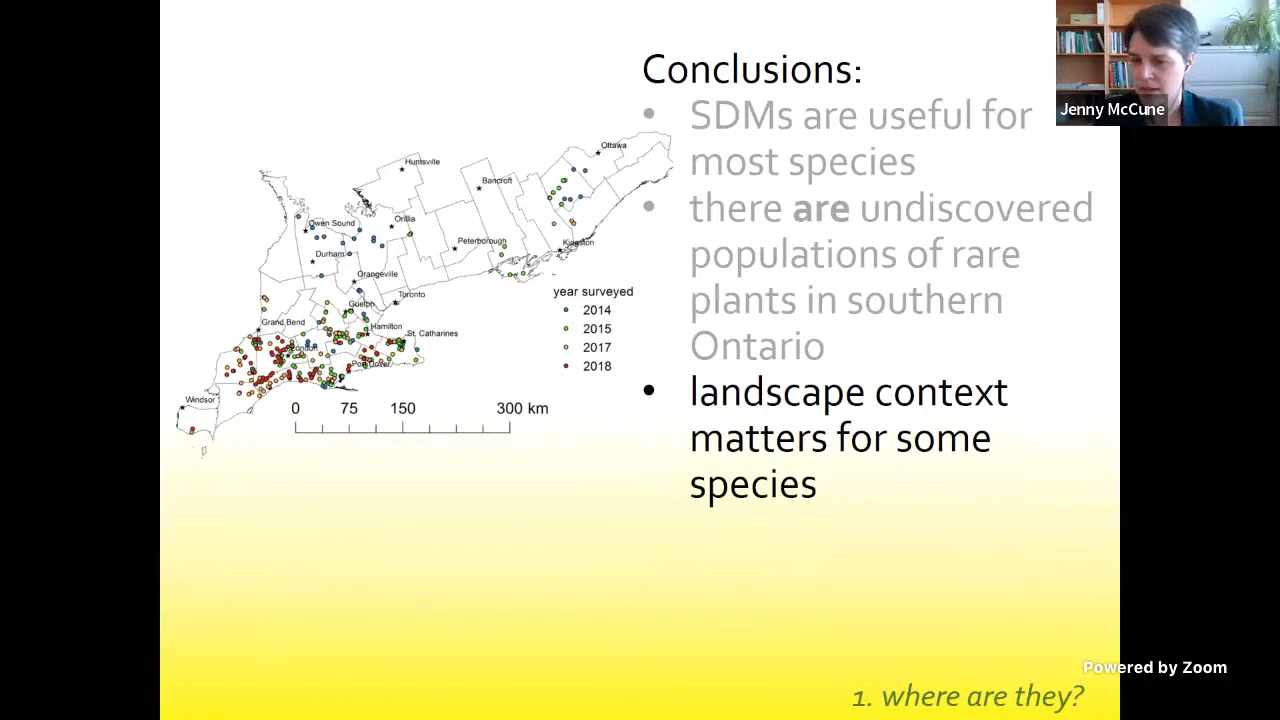 Conclusions:
• SDMs are useful for
most species
• there are undiscovered
populations of rare
plants in southern
Ontario
• landscape context
matters for some
species
Jenny McCune
Ottawa
Huntsville
Bancroft
Owen Sound
Orillia
Peterborough
Kingston
Durham
Orangeville
Toronto
Guelph
Grand Bend
Hamilton
St. Catharines
London
Port Dover
Windsor
year surveyed
2014
2015
2017
2018
0 75 150 300 km
Powered by Zoom
1. where are they?